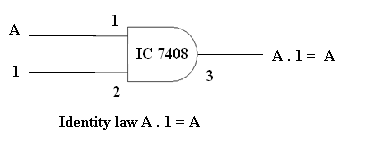 A
1
IC 7408
A . 1 = A
1
2
3
Identity law A . 1 = A